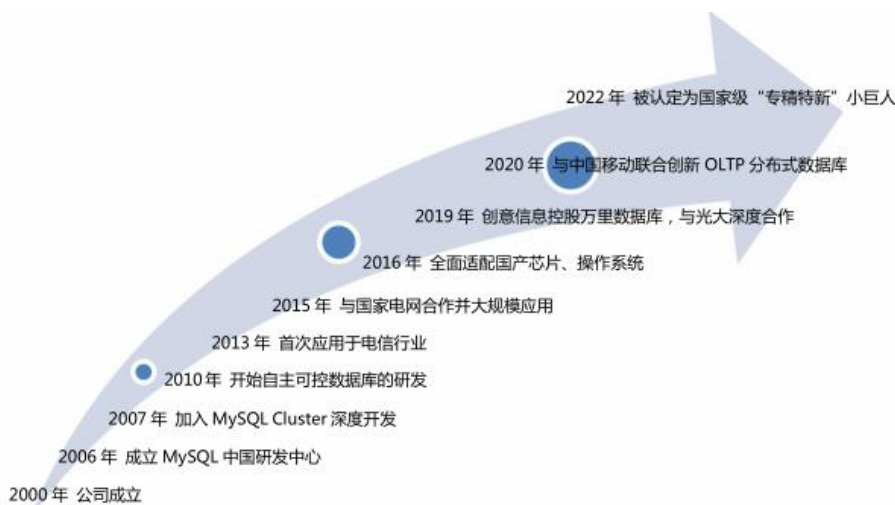 2022 年 被认定为国家级“专精特新”小巨人
2020 年 与中国移动联合创新 OLTP 分布式数据库
2019 年 创意信息控股万里数据库，与光大深度合作
2016 年 全面适配国产芯片、操作系统
2015 年 与国家电网合作并大规模应用
2013 年 首次应用于电信行业
2010 年 开始自主可控数据库的研发
2007 年 加入 MySQL Cluster 深度开发
2006 年 成立 MySQL 中国研发中心
2000 年 公司成立